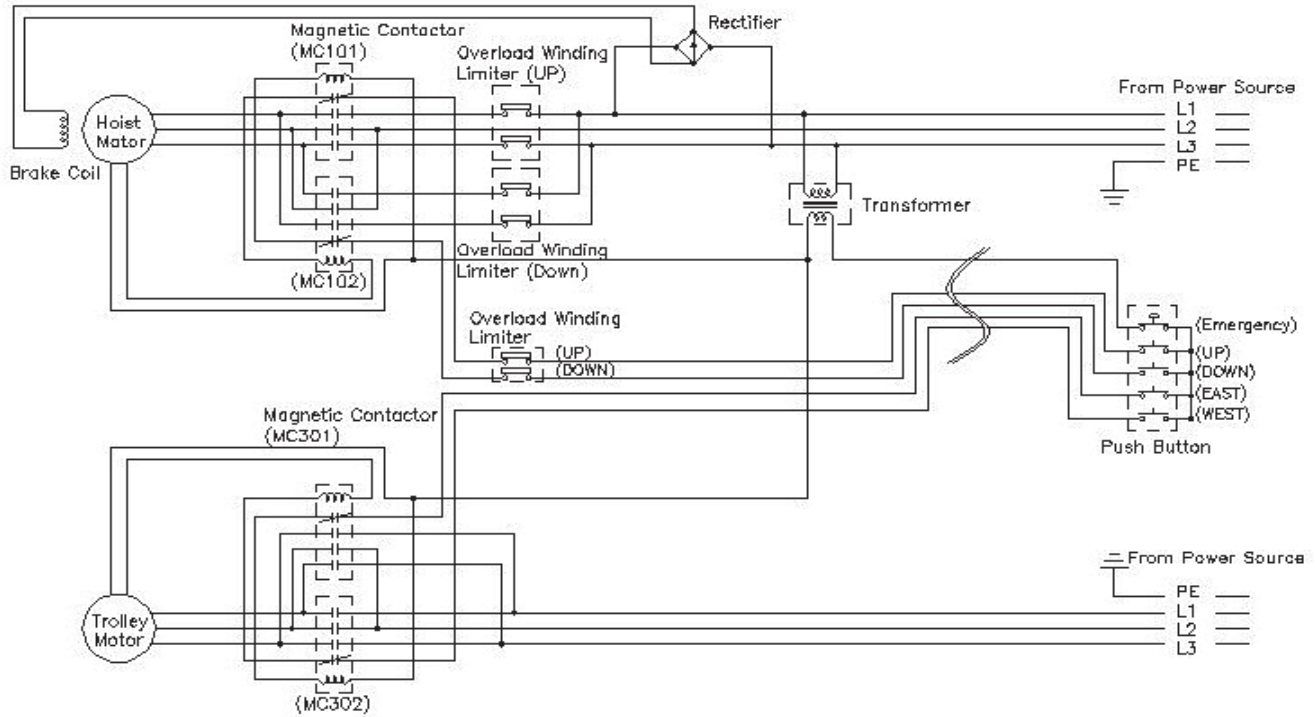 Rectifier
Magnetic Contactor
(MC101)
Overload Winding
Limiter (UP)
From Power Source
L1
L2
L3
PE
Hoist
Motor
Brake Coil
Transformer
(MC102)
Overload Winding
Limiter (Down)
Overload Winding
Limiter
(UP)
(DOWN)
(Emergency)
(UP)
(DOWN)
(EAST)
(WEST)
Push Button
Magnetic Contactor
(MC301)
From Power Source
PE
L1
L2
L3
Trolley
Motor
(MC302)